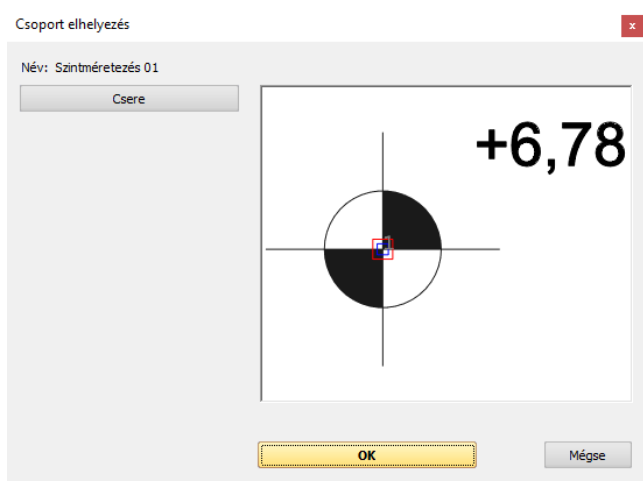 Csoport elhelyezés
x
Név: Szintméretezés 01
Csere
+6,78
OK
Mégse